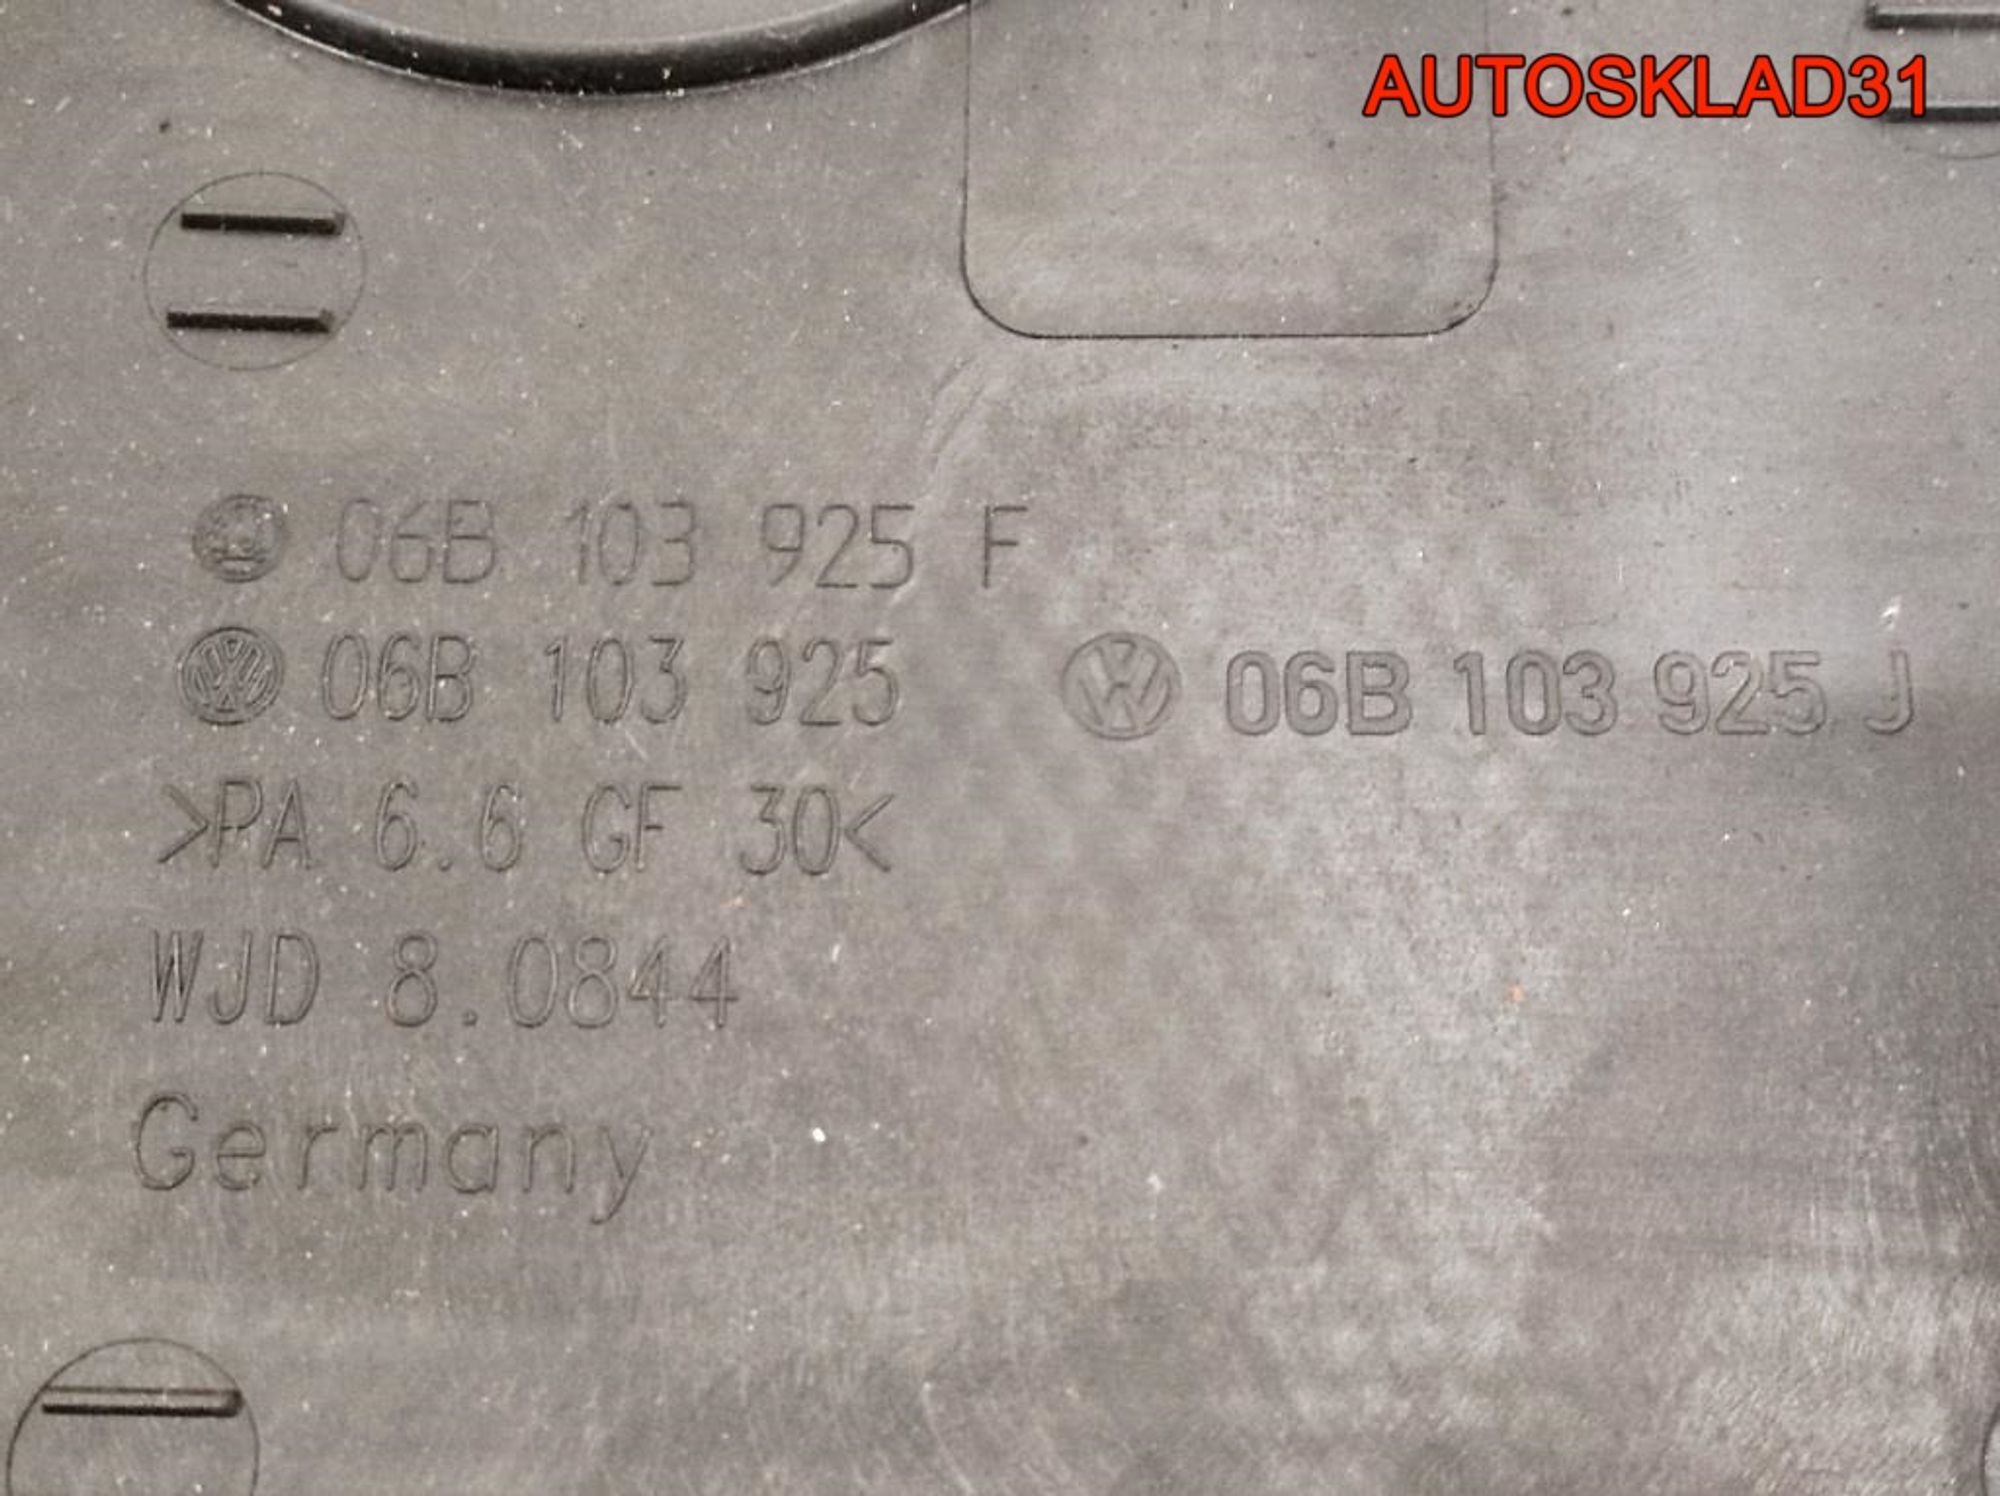 AUTOSKLAD31
06B 103 925 F
06B 103 925
06B 103 925 J
>PA 6.6 GF 30<
WJD 8.0844
Germany